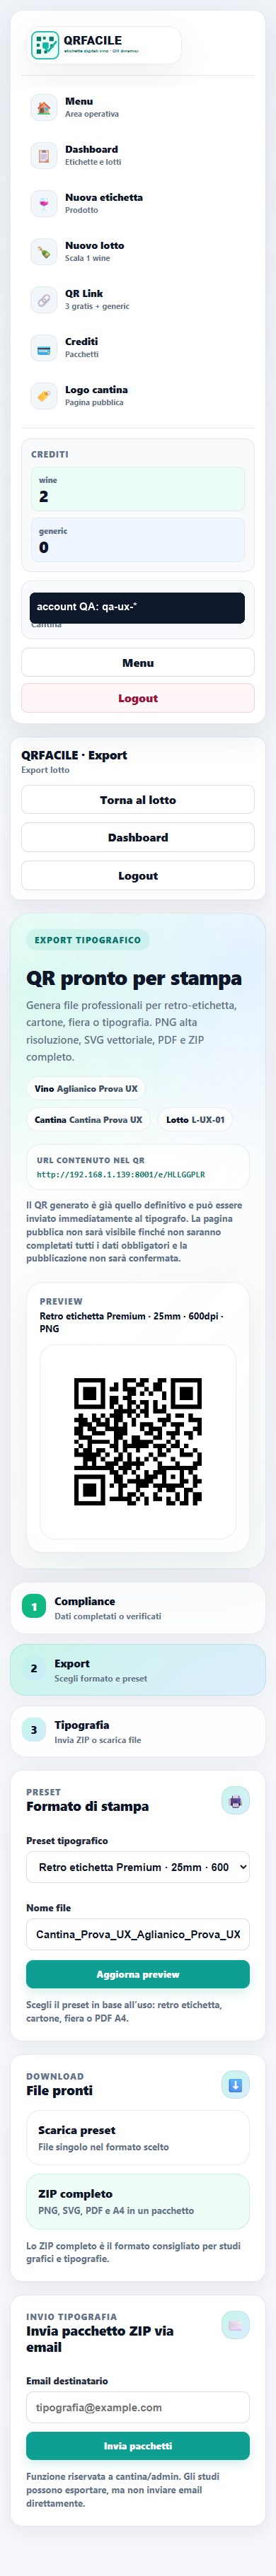 QRFACILE
etichette digitali vino · QR dinamici
Menu
Area operativa
Dashboard
Etichette e lotti
Nuova etichetta
Prodotto
Nuovo lotto
Scala 1 wine
QR Link
3 gratis + generic
Crediti
Pacchetti
Logo cantina
Pagina pubblica
CREDITI
wine
2
generic
0
account QA: qa-ux-*
Cantina
Menu
Logout
QRFACILE · Export
Export lotto
Torna al lotto
Dashboard
Logout
EXPORT TIPOGRAFICO
QR pronto per stampa
Genera file professionali per retro-etichetta,
cartone, fiera o tipografia. PNG alta
risoluzione, SVG vettoriale, PDF e ZIP
completo.
Vino Aglianico Prova UX
Cantina Cantina Prova UX
Lotto L-UX-01
URL CONTENUTO NEL QR
http://192.168.1.139:8001/e/HLLGGPLR
Il QR generato è già quello definitivo e può essere
inviato immediatamente al tipografo. La pagina
pubblica non sarà visibile finché non saranno
completati tutti i dati obbligatori e la
pubblicazione non sarà confermata.
PREVIEW
Retro etichetta Premium · 25mm · 600dpi ·
PNG
1
Compliance
Dati completati o verificati
2
Export
Scegli formato e preset
3
Tipografia
Invia ZIP o scarica file
PRESET
Formato di stampa
Preset tipografico
Retro etichetta Premium · 25mm · 600
Nome file
Cantina_Prova_UX_Aglianico_Prova_UX
Aggiorna preview
Scegli il preset in base all'uso: retro etichetta,
cartone, fiera o PDF A4.
DOWNLOAD
File pronti
Scarica preset
File singolo nel formato scelto
ZIP completo
PNG, SVG, PDF e A4 in un pacchetto
Lo ZIP completo è il formato consigliato per studi
grafici e tipografie.
INVIO TIPOGRAFIA
Invia pacchetto ZIP via
email
Email destinatario
tipografia@example.com
Invia pacchetti
Funzione riservata a cantina/admin. Gli studi
possono esportare, ma non inviare email
direttamente.